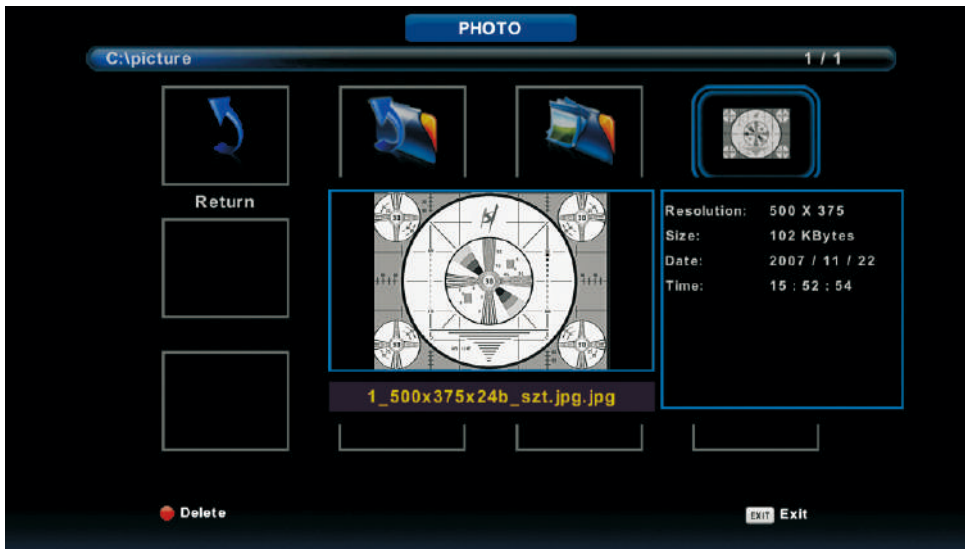 PHOTO
C:\picture
1 / 1
Return
Resolution: 500 X 375
Size: 102 KBytes
Date: 2007 / 11 / 22
Time: 15 : 52 : 54
1_500x375x24b_szt.jpg.jpg
Delete
EXIT Exit